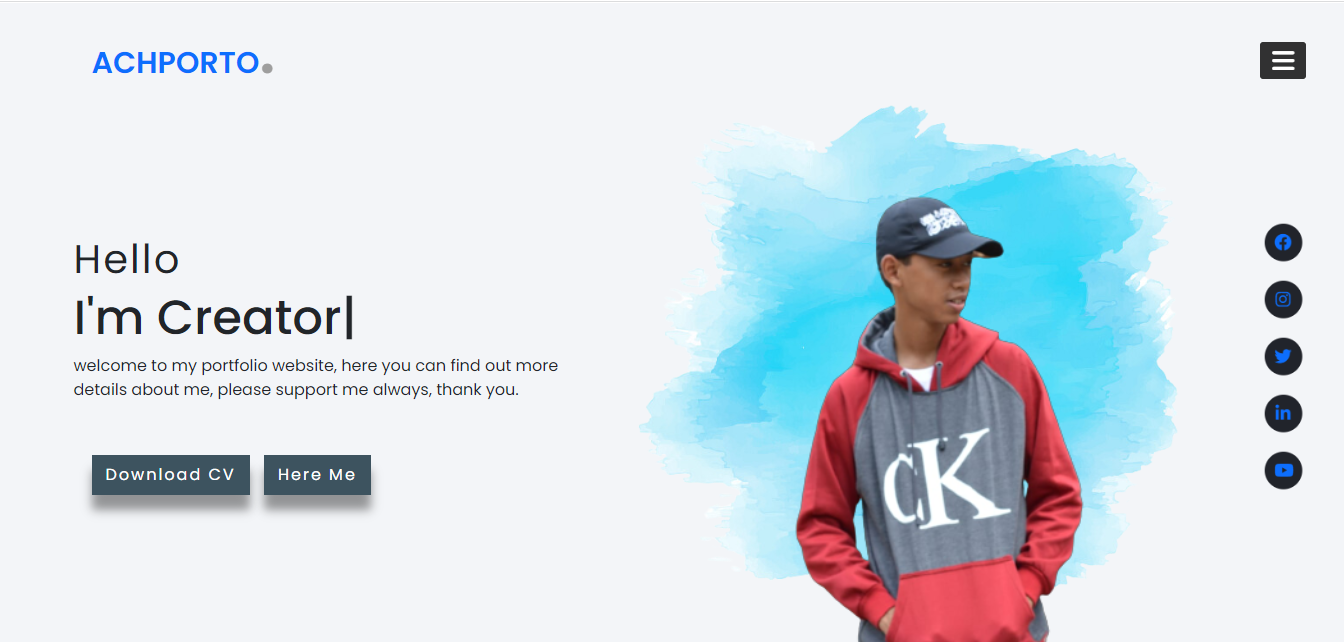 ACHPORTO.
Hello
I'm Creator|
welcome to my portfolio website, here you can find out more
details about me, please support me always, thank you.
Download CV
Here Me
CK